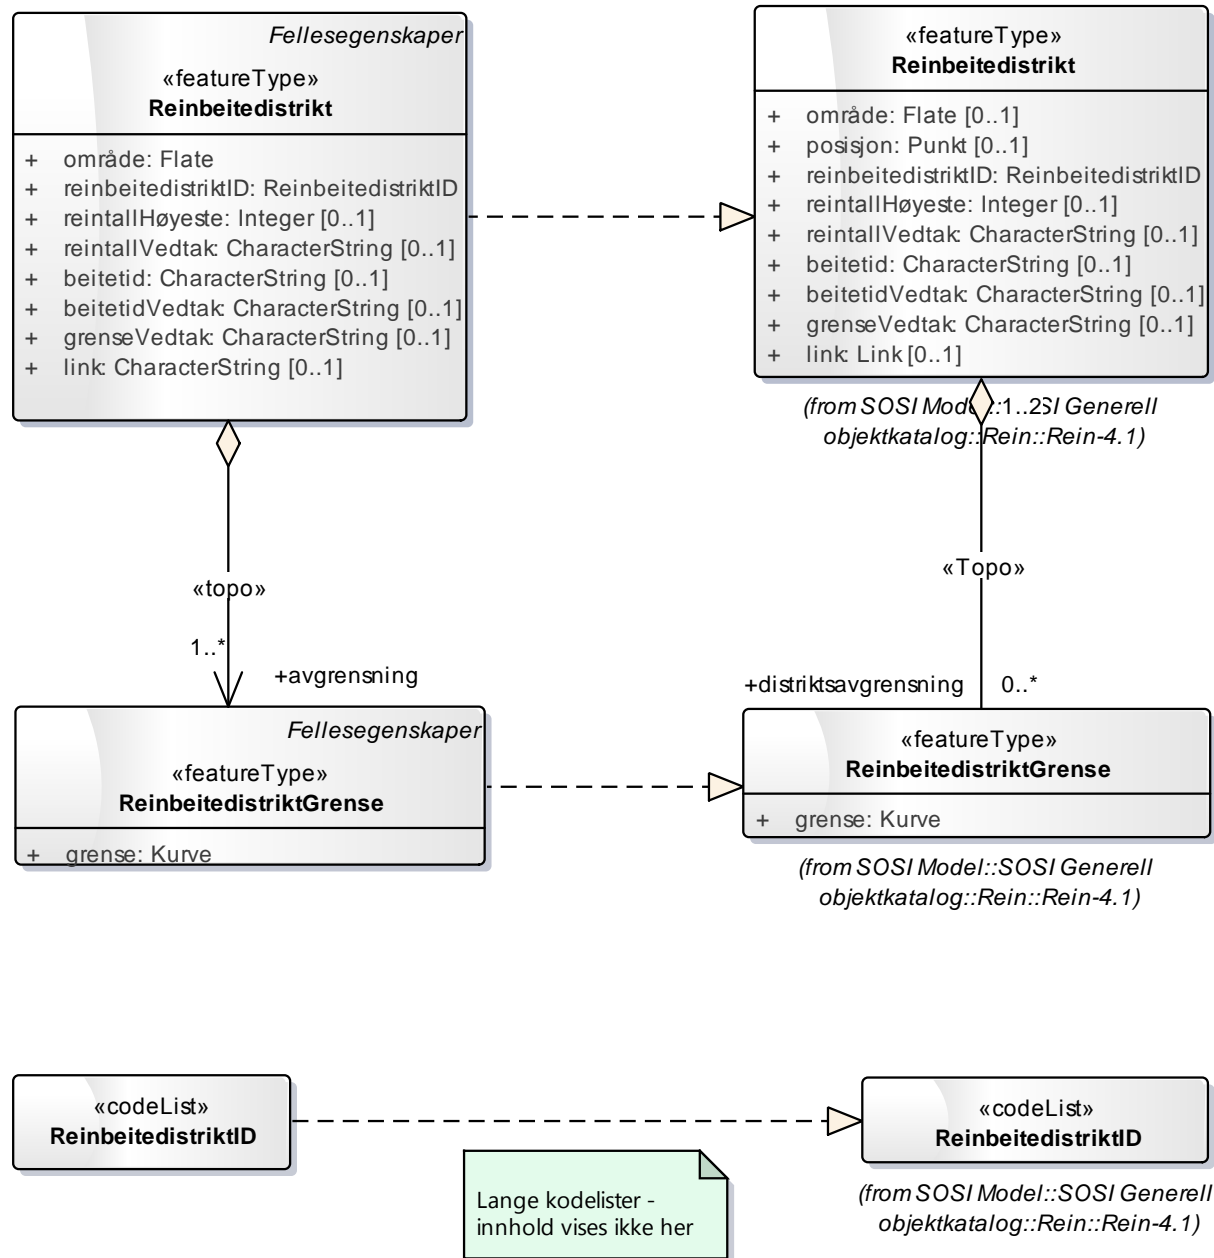 Fellesegenskaper
«featureType»
Reinbeitedistrikt
+ område: Flate
+ reinbeitedistriktID: ReinbeitedistriktID
+ reintallHøyeste: Integer [0..1]
+ reintallVedtak: CharacterString [0..1]
+ beitetid: CharacterString [0..1]
+ beitetidVedtak: CharacterString [0..1]
+ grenseVedtak: CharacterString [0..1]
+ link: CharacterString [0..1]
«featureType»
Reinbeitedistrikt
+ område: Flate [0..1]
+ posisjon: Punkt [0..1]
+ reinbeitedistriktID: ReinbeitedistriktID
+ reintallHøyeste: Integer [0..1]
+ reintallVedtak: CharacterString [0..1]
+ beitetid: CharacterString [0..1]
+ beitetidVedtak: CharacterString [0..1]
+ grenseVedtak: CharacterString [0..1]
+ link: Link [0..1]
(from SOSI Model::SOSI Generell
1..2
objektkatalog::Rein::Rein-4.1)
«topo»
1..*
+avgrensning
«Topo»
+distriktsavgrensning
0..*
Fellesegenskaper
«featureType»
ReinbeitedistriktGrense
+ grense: Kurve
«featureType»
ReinbeitedistriktGrense
+ grense: Kurve
(from SOSI Model::SOSI Generell
objektkatalog::Rein::Rein-4.1)
«codeList»
ReinbeitedistriktID
«codeList»
ReinbeitedistriktID
(from SOSI Model::SOSI Generell
objektkatalog::Rein::Rein-4.1)
Lange kodelister -
innhold vises ikke her